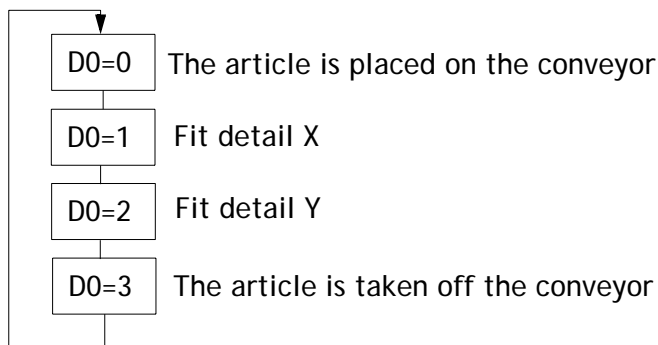 D0=0 The article is placed on the conveyor
D0=1 Fit detail X
D0=2 Fit detail Y
D0=3 The article is taken off the conveyor